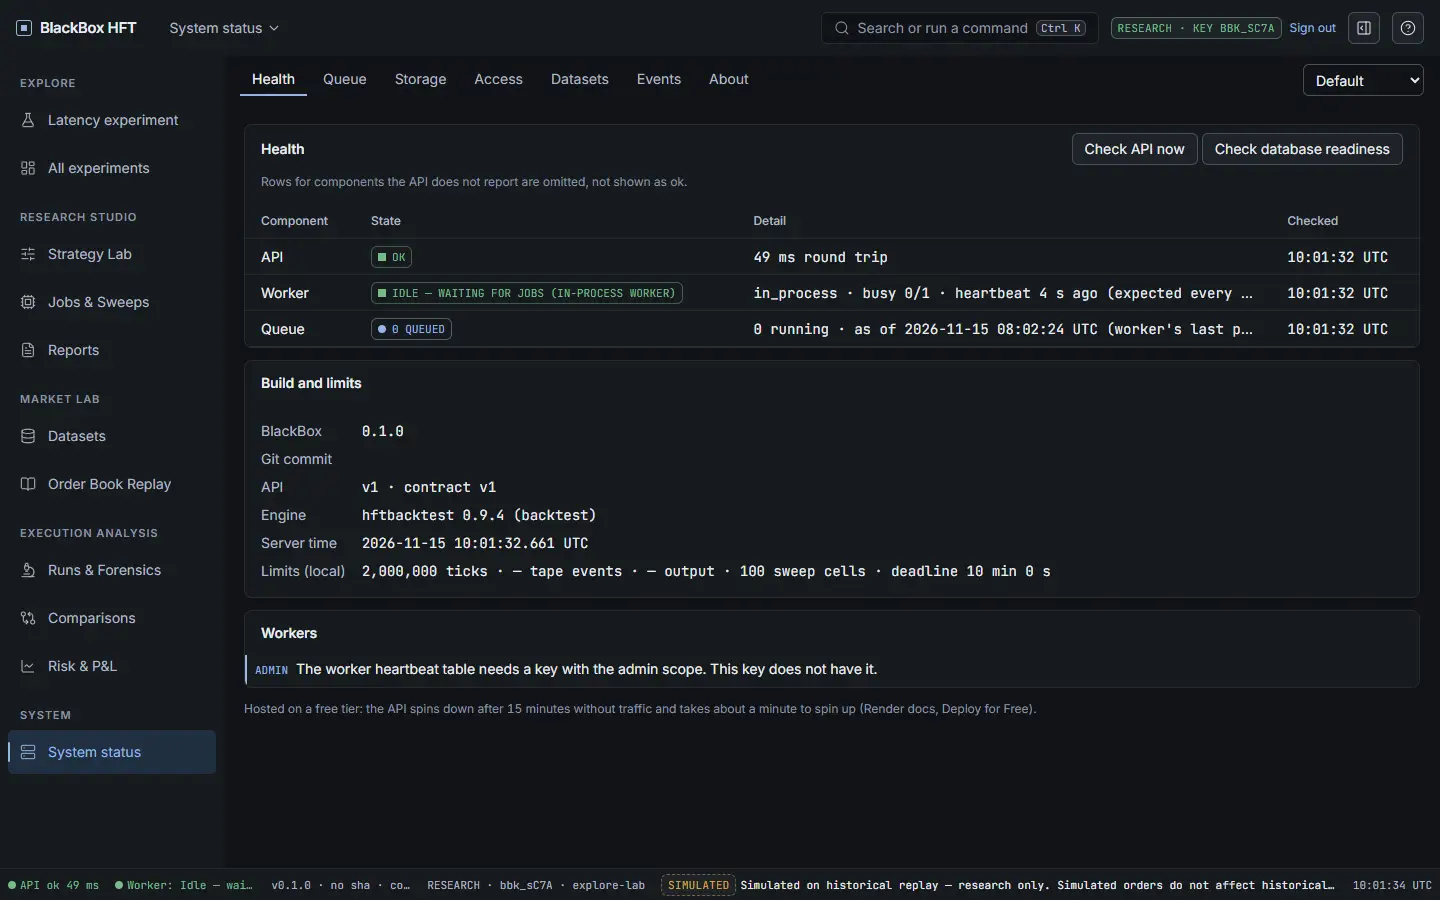 BlackBox HFT
System status
Search or run a command Ctrl K
RESEARCH · KEY BBK_SC7A
Sign out
EXPLORE
Latency experiment
All experiments
RESEARCH STUDIO
Strategy Lab
Jobs & Sweeps
Reports
MARKET LAB
Datasets
Order Book Replay
EXECUTION ANALYSIS
Runs & Forensics
Comparisons
Risk & P&L
SYSTEM
System status
Health Queue Storage Access Datasets Events About
Default
Health
Check API now Check database readiness
Rows for components the API does not report are omitted, not shown as ok.
Component State Detail Checked
API OK 49 ms round trip 10:01:32 UTC
Worker IDLE — WAITING FOR JOBS (IN-PROCESS WORKER) in_process · busy 0/1 · heartbeat 4 s ago (expected every … 10:01:32 UTC
Queue 0 QUEUED 0 running · as of 2026-11-15 08:02:24 UTC (worker's last p… 10:01:32 UTC
Build and limits
BlackBox 0.1.0
Git commit
API v1 · contract v1
Engine hftbacktest 0.9.4 (backtest)
Server time 2026-11-15 10:01:32.661 UTC
Limits (local) 2,000,000 ticks · — tape events · — output · 100 sweep cells · deadline 10 min 0 s
Workers
ADMIN The worker heartbeat table needs a key with the admin scope. This key does not have it.
Hosted on a free tier: the API spins down after 15 minutes without traffic and takes about a minute to spin up (Render docs, Deploy for Free).
API ok 49 ms Worker: Idle — wai… v0.1.0 · no sha · co… RESEARCH · bbk_sC7A · explore-lab SIMULATED Simulated on historical replay — research only. Simulated orders do not affect historical… 10:01:34 UTC